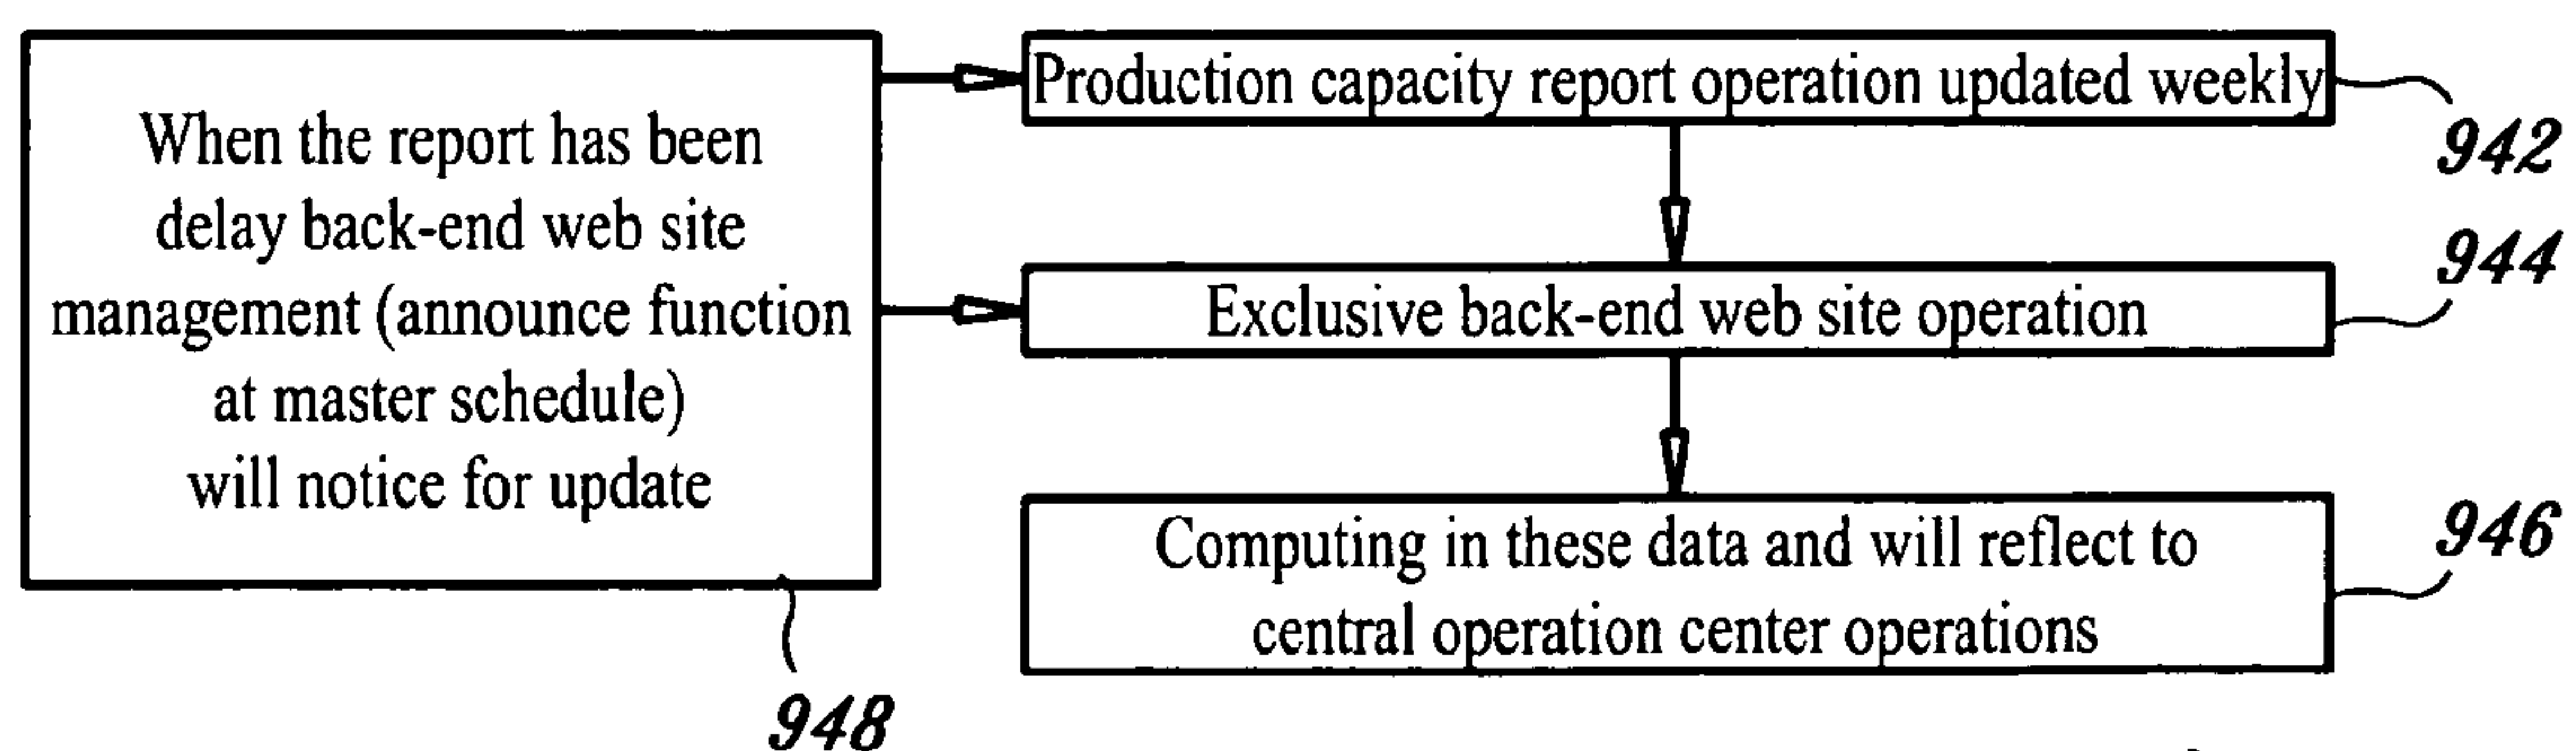 When the report has been
delay back-end web site
management (announce function
at master schedule)
will notice for update
948
Production capacity report operation updated weekly
942
Exclusive back-end web site operation
944
Computing in these data and will reflect to
central operation center operations
946